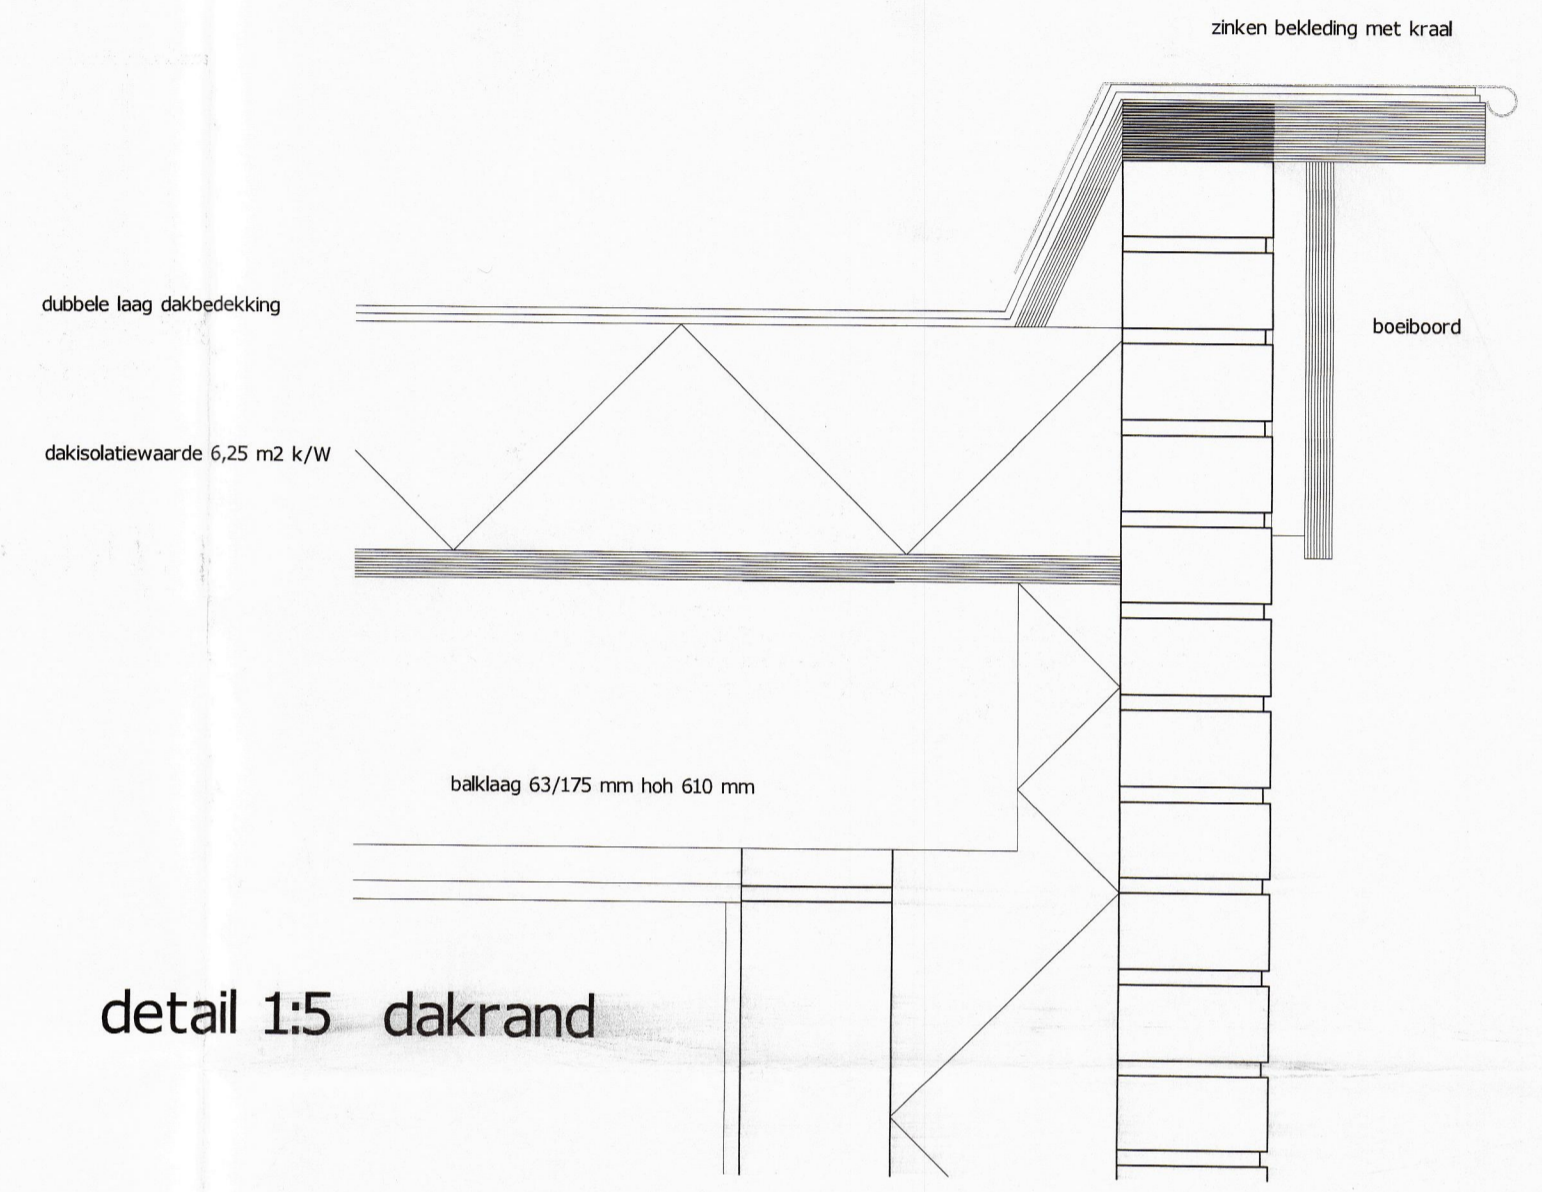 zinken bekleding met kraal
dubbele laag dakbedekking
boeiboord
dakisolatiewaarde 6,25 m2 k/W
balklaag 63/175 mm hoh 610 mm
detail 1:5 dakrand